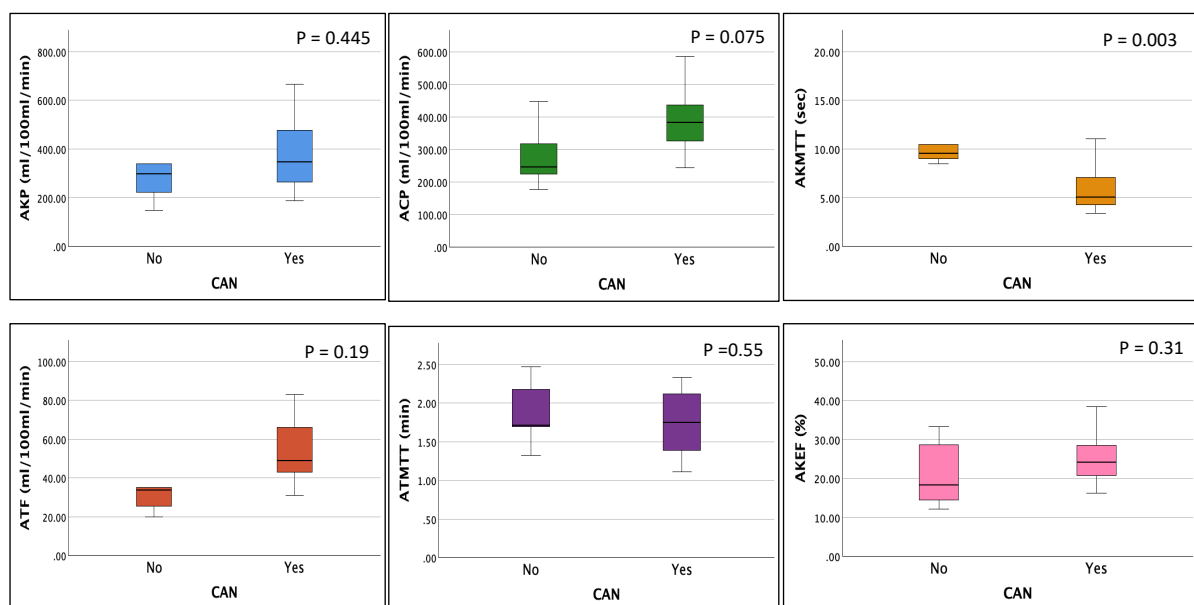 P = 0.445
AKP (ml/100ml/min)
800.00
600.00
400.00
200.00
.00
No Yes
CAN
P = 0.075
ACP (ml/100ml/min)
600.00
500.00
400.00
300.00
200.00
100.00
.00
No Yes
CAN
P = 0.003
AKMTT (sec)
20.00
15.00
10.00
5.00
.00
No Yes
CAN
P = 0.19
ATF (ml/100ml/min)
100.00
80.00
60.00
40.00
20.00
.00
No Yes
CAN
P =0.55
ATMTT (min)
2.50
2.00
1.50
1.00
.50
.00
No Yes
CAN
P = 0.31
AKEF (%)
50.00
40.00
30.00
20.00
10.00
.00
No Yes
CAN